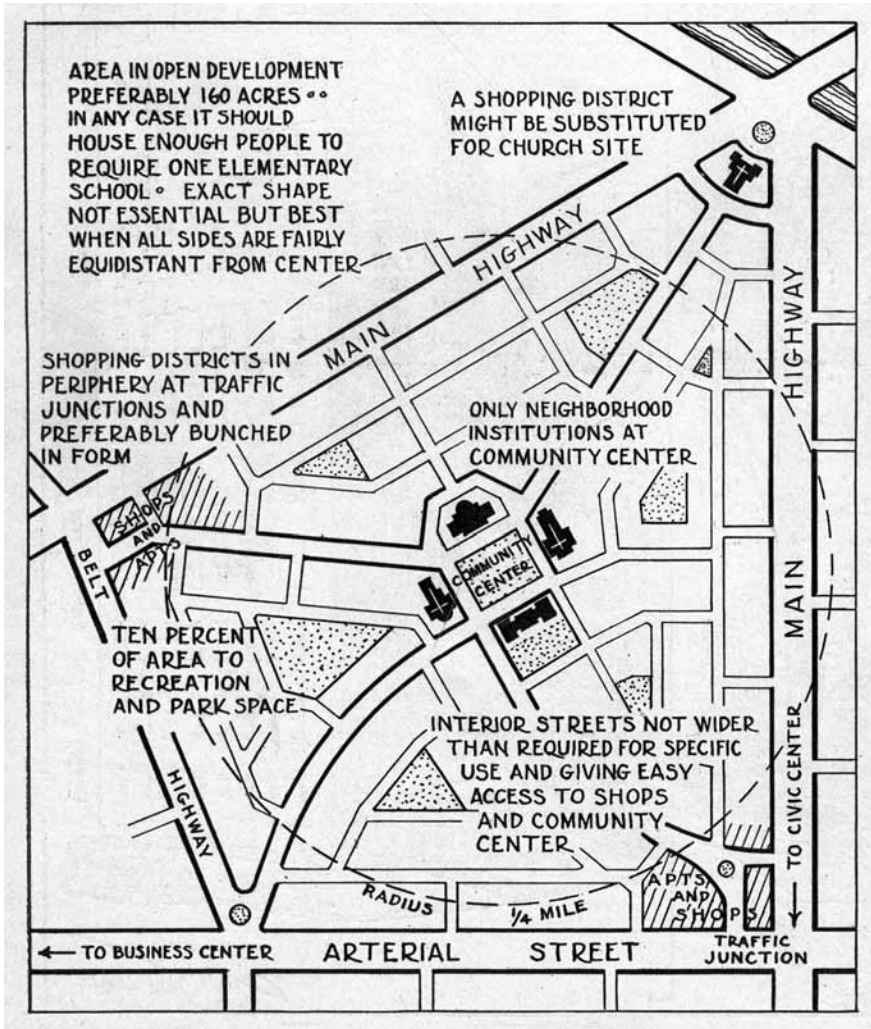 AREA IN OPEN DEVELOPMENT
PREFERABLY 160 ACRES ••
IN ANY CASE IT SHOULD
HOUSE ENOUGH PEOPLE TO
REQUIRE ONE ELEMENTARY
SCHOOL • EXACT SHAPE
NOT ESSENTIAL BUT BEST
WHEN ALL SIDES ARE FAIRLY
EQUIDISTANT FROM CENTER
A SHOPPING DISTRICT
MIGHT BE SUBSTITUTED
FOR CHURCH SITE
MAIN HIGHWAY
SHOPPING DISTRICTS IN
PERIPHERY AT TRAFFIC
JUNCTIONS AND
PREFERABLY BUNCHED
IN FORM
ONLY NEIGHBORHOOD
INSTITUTIONS AT
COMMUNITY CENTER
MAIN HIGHWAY
SHOPS
AND
APTS
BELT
HIGHWAY
COMMUNITY
CENTER
TEN PERCENT
OF AREA TO
RECREATION
AND PARK SPACE
INTERIOR STREETS NOT WIDER
THAN REQUIRED FOR SPECIFIC
USE AND GIVING EASY
ACCESS TO SHOPS
AND COMMUNITY
CENTER
TO CIVIC CENTER
RADIUS 1/4 MILE
APTS
AND
SHOPS
TO BUSINESS CENTER
ARTERIAL STREET
TRAFFIC
JUNCTION